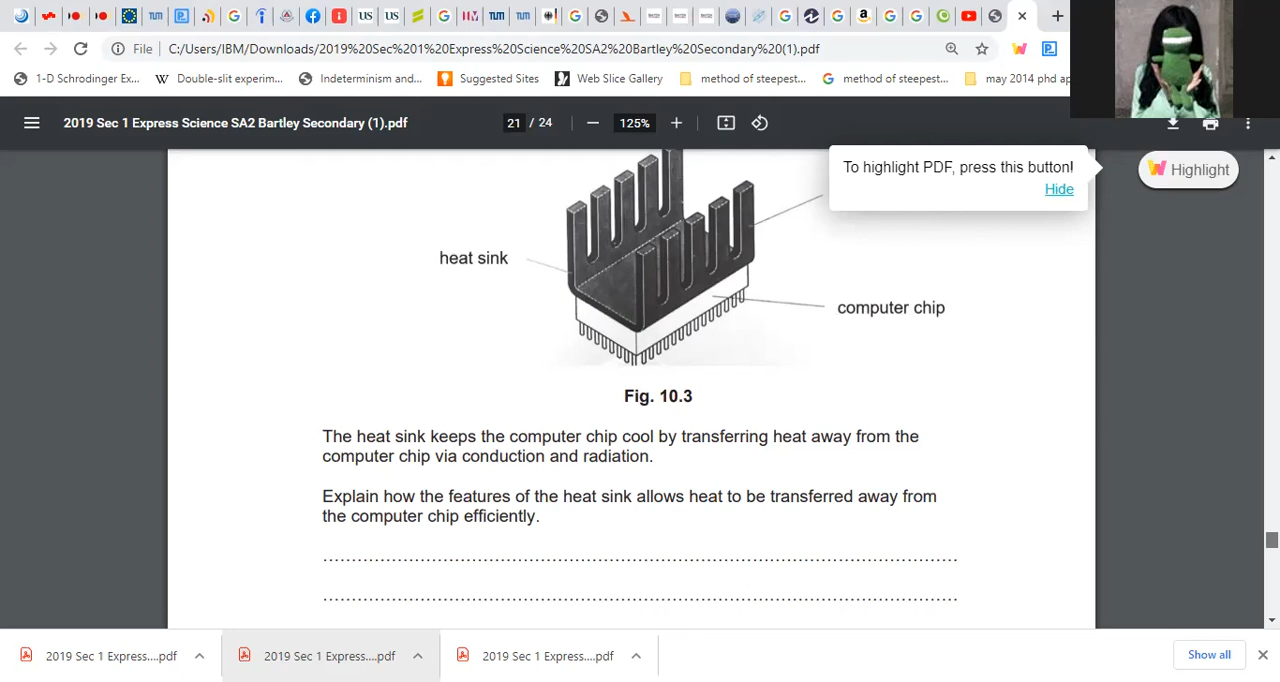 US
US
TUM
TUM
TUM
File
C:/Users/IBM/Downloads/2019%20Sec%201%20Express%20Science%20SA2%20Bartley%20Secondary%20(1).pdf
1-D Schrodinger Ex...
Double-slit experim...
Indeterminism and...
Suggested Sites
Web Slice Gallery
method of steepest...
method of steepest...
may 2014 phd ap
2019 Sec 1 Express Science SA2 Bartley Secondary (1).pdf
21 / 24
125%
To highlight PDF, press this button!
Hide
Highlight
heat sink
computer chip
Fig. 10.3
The heat sink keeps the computer chip cool by transferring heat away from the
computer chip via conduction and radiation.
Explain how the features of the heat sink allows heat to be transferred away from
the computer chip efficiently.
2019 Sec 1 Express....pdf
2019 Sec 1 Express....pdf
2019 Sec 1 Express....pdf
Show all